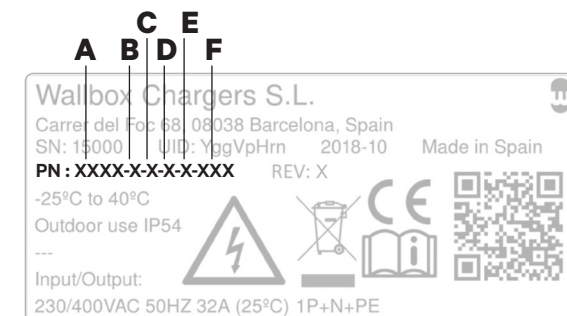 C E
A B D F
Wallbox Chargers S.L.
Carrer del Foc 68, 08038 Barcelona, Spain
SN: 15000 UID: YggVpHrn 2018-10 Made in Spain
PN : XXXX-X-X-X-X-XXX REV: X
-25ºC to 40ºC
Outdoor use IP54
---
Input/Output:
230/400VAC 50HZ 32A (25ºC) 1P+N+PE
CE